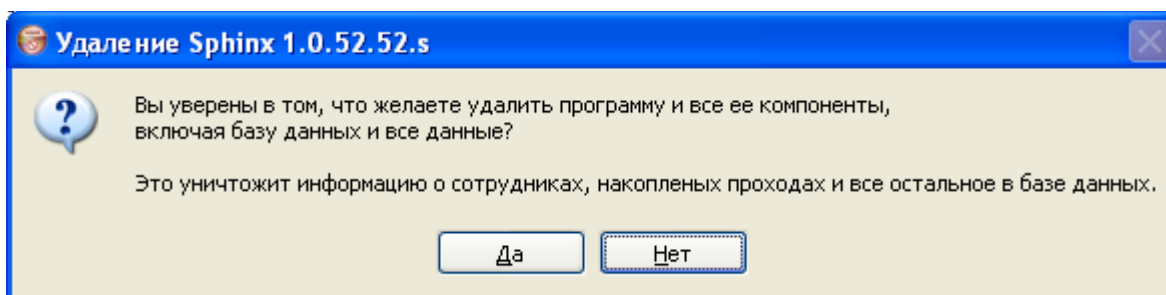 Удаление Sphinx 1.0.52.52.s
Вы уверены в том, что желаете удалить программу и все ее компоненты,
включая базу данных и все данные?
Это уничтожит информацию о сотрудниках, накопленых проходах и все остальное в базе данных.
Да
Нет